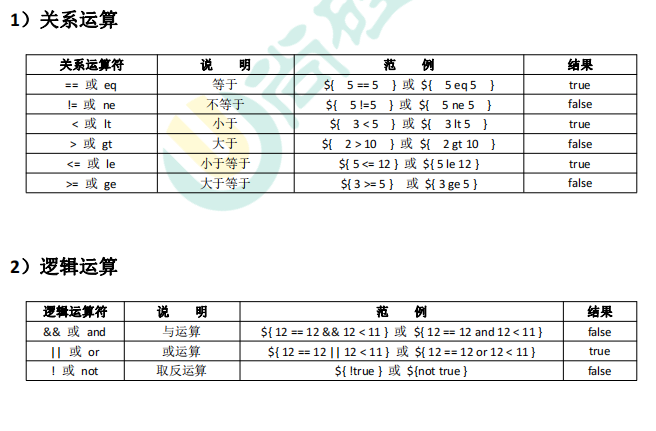 1）关系运算
关系运算符 说 明 范 例 结果
== 或 eq 等于 ${ 5 == 5 } 或 ${ 5 eq 5 } true
!= 或 ne 不等于 ${ 5 !=5 } 或 ${ 5 ne 5 } false
< 或 lt 小于 ${ 3 < 5 } 或 ${ 3 lt 5 } true
> 或 gt 大于 ${ 2 > 10 } 或 ${ 2 gt 10 } false
<= 或 le 小于等于 ${ 5 <= 12 } 或 ${ 5 le 12 } true
>= 或 ge 大于等于 ${ 3 >= 5 } 或 ${ 3 ge 5 } false
2）逻辑运算
逻辑运算符 说 明 范 例 结果
&& 或 and 与运算 ${ 12 == 12 && 12 < 11 } 或 ${ 12 == 12 and 12 < 11 } false
|| 或 or 或运算 ${ 12 == 12 || 12 < 11 } 或 ${ 12 == 12 or 12 < 11 } true
! 或 not 取反运算 ${ !true } 或 ${not true } false